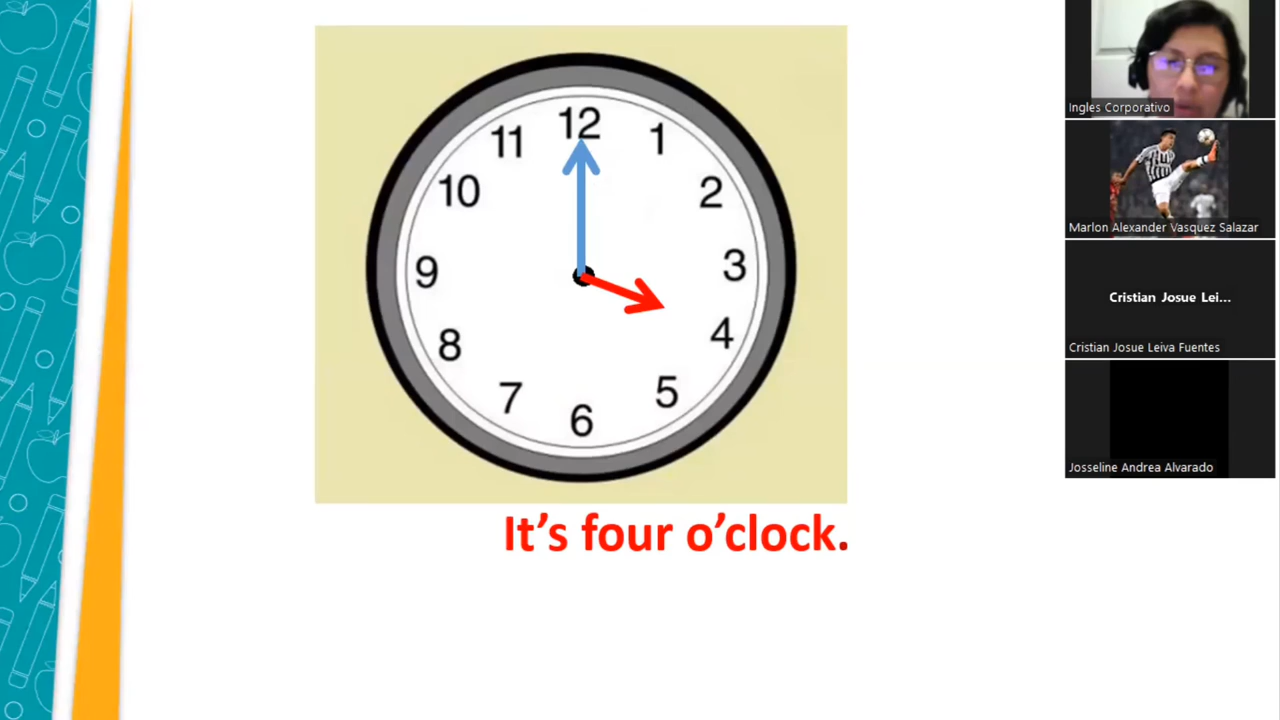 12
11
1
10
2
9
3
8
4
7
5
6
It’s four o’clock.
Ingles Corporativo
Marlon Alexander Vasquez Salazar
Cristian Josue Lei...
Cristian Josue Leiva Fuentes
Josseline Andrea Alvarado